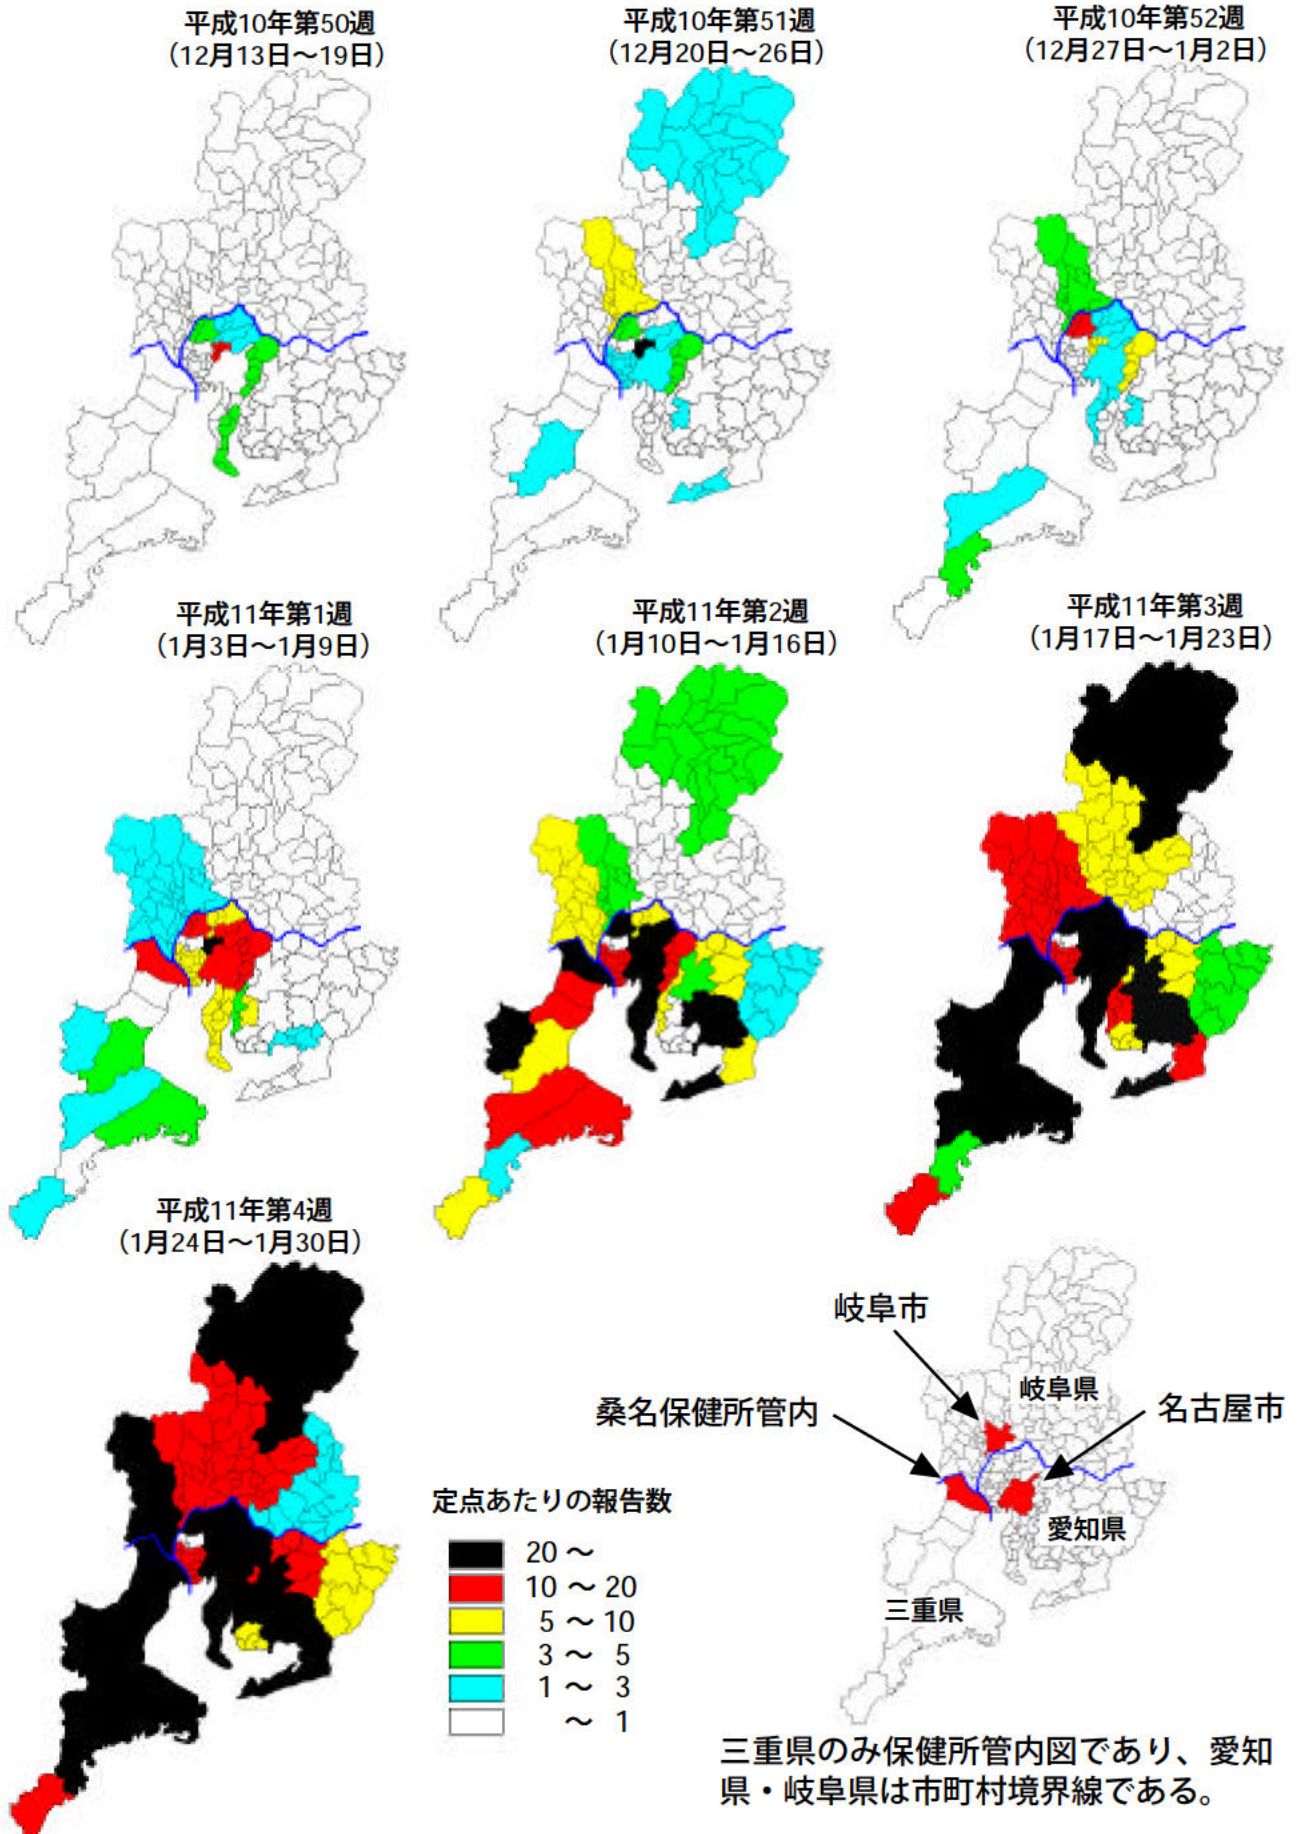 平成10年第50週
（12月13日～19日）
平成10年第51週
（12月20日～26日）
平成10年第52週
（12月27日～1月2日）
平成11年第1週
（1月3日～1月9日）
平成11年第2週
（1月10日～1月16日）
平成11年第3週
（1月17日～1月23日）
平成11年第4週
（1月24日～1月30日）
岐阜市
岐阜県
桑名保健所管内
名古屋市
愛知県
三重県
定点あたりの報告数
20 ～
10 ～ 20
5 ～ 10
3 ～ 5
1 ～ 3
～ 1
三重県のみ保健所管内図であり、愛知
県・岐阜県は市町村境界線である。